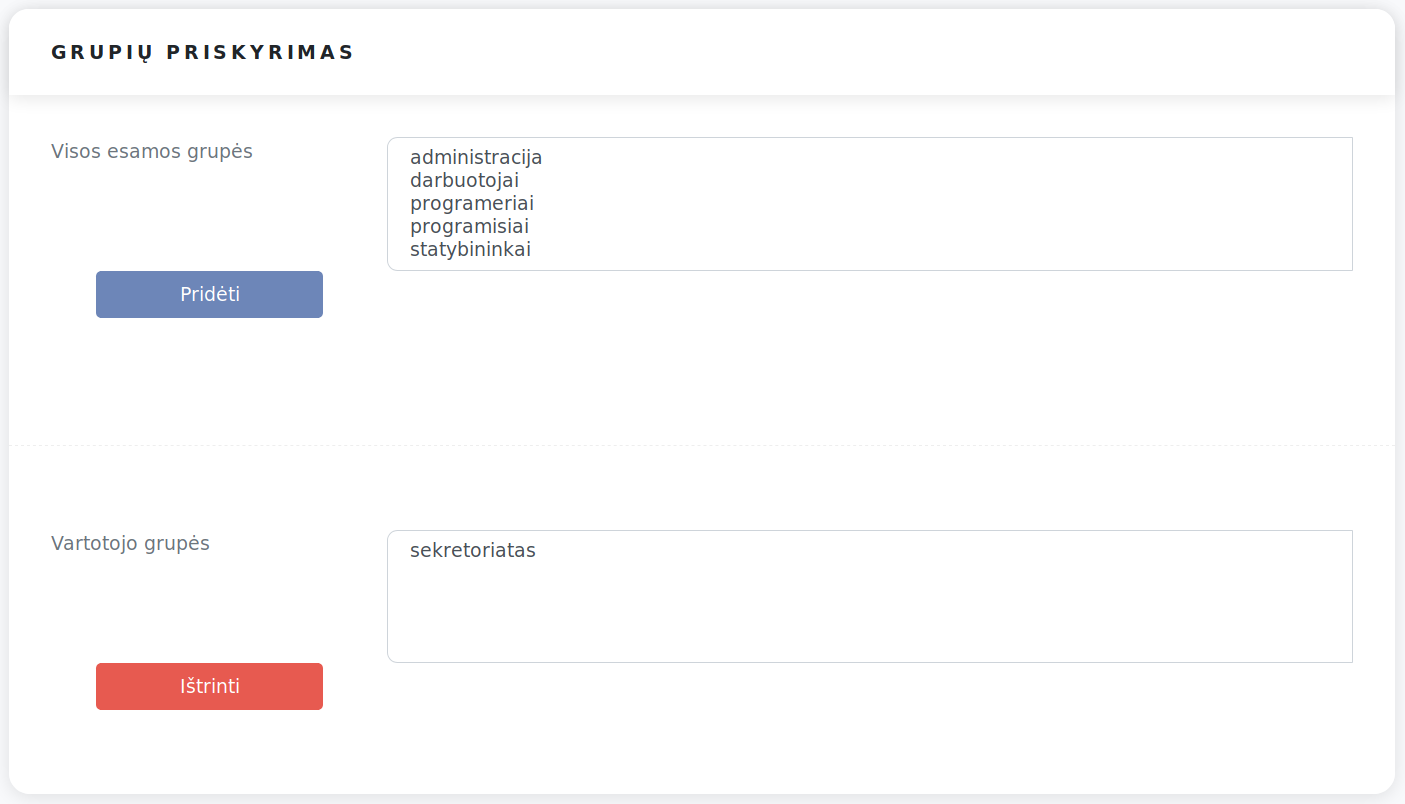 GRUPIŲ PRISKYRIMAS
Visos esamos grupės
administracija
darbuotojai
programeriai
programisiai
statybininkai
Pridėti
Vartotojo grupės
sekretoriatas
Ištrinti